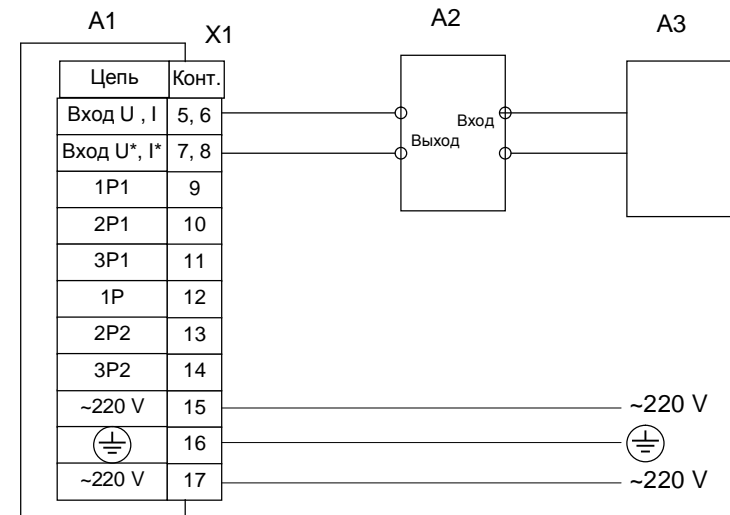 A1
X1
A2
A3
Цепь Конт.
Вход U , I 5, 6
Вход
Выход
Вход U*, I* 7, 8
1P1 9
2P1 10
3P1 11
1P 12
2P2 13
3P2 14
~220 V 15 ~220 V
16
~220 V 17 ~220 V